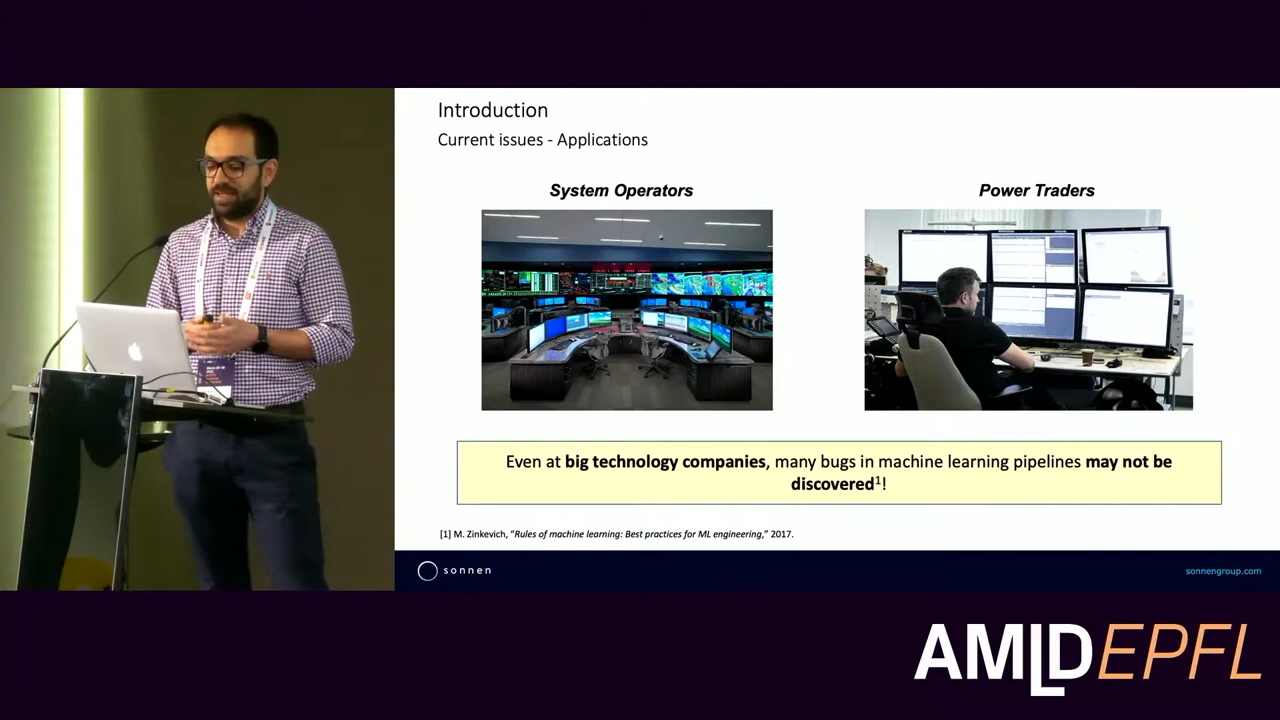 Introduction
Current issues - Applications
System Operators
Power Traders
Even at big technology companies, many bugs in machine learning pipelines may not be
discovered¹!
[1] M. Zinkevich, “Rules of machine learning: Best practices for ML engineering,” 2017.
sonnen
sonnengroup.com
AMLD EPFL